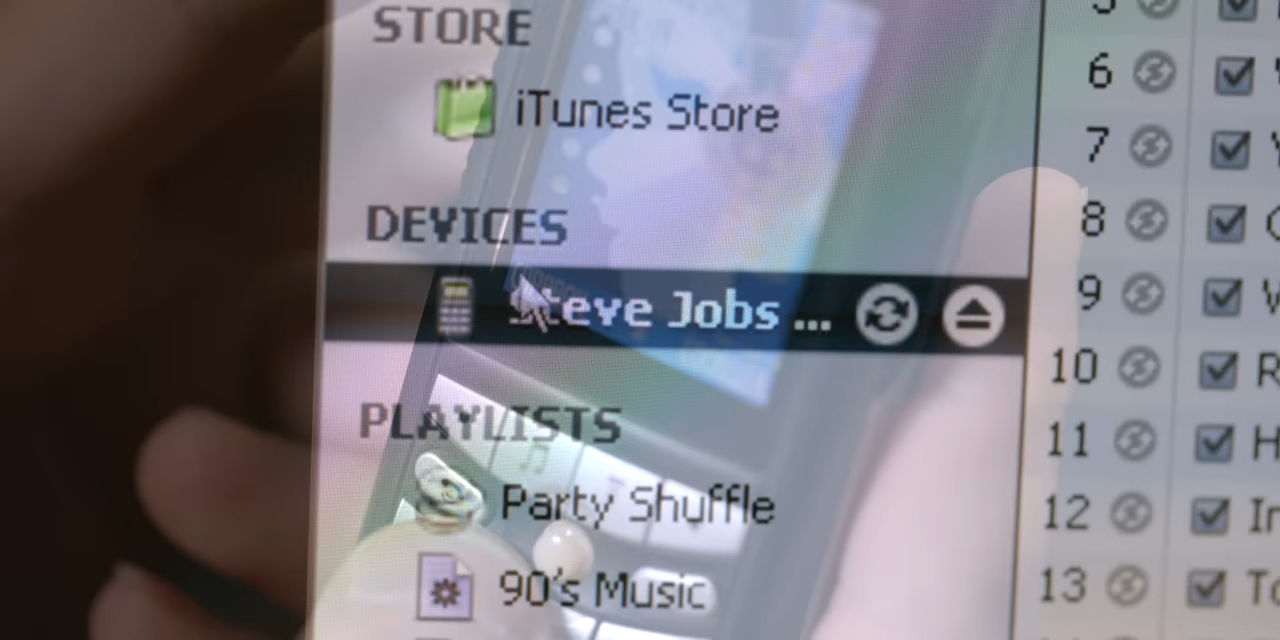 STORE
iTunes Store
DEVICES
Steve Jobs ...
PLAYLISTS
Party Shuffle
90's Music
5
6
7
8
9
10
11
12
13